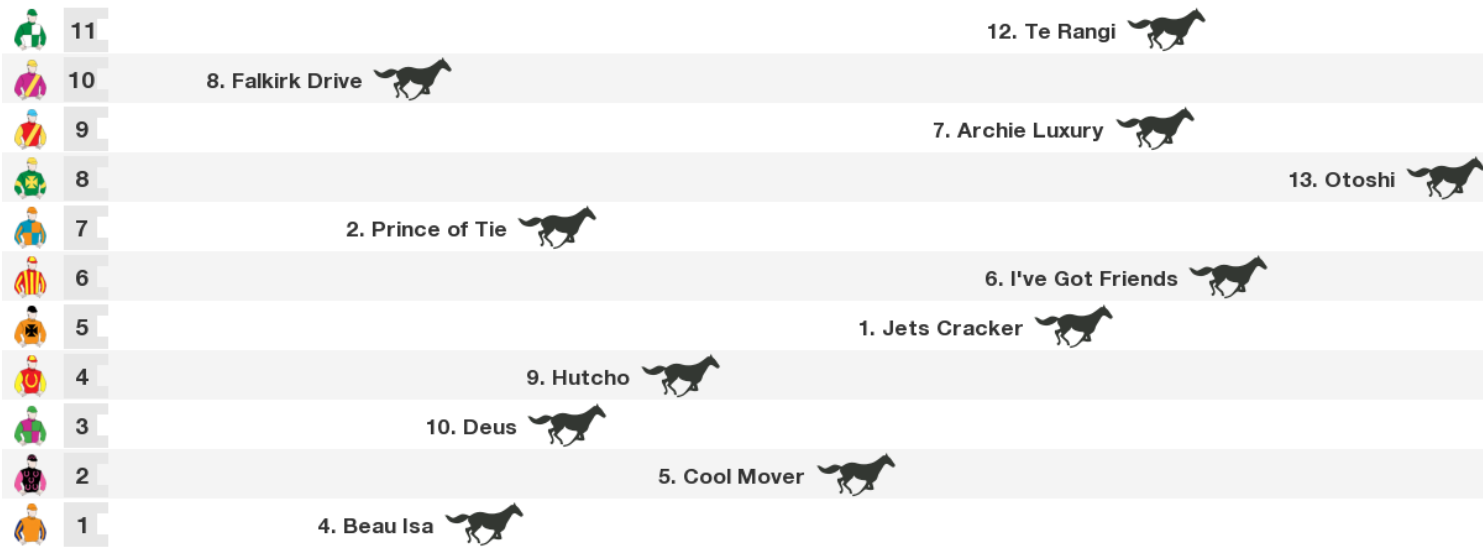 11 12. Te Rangi
10 8. Falkirk Drive
9 7. Archie Luxury
8 13. Otoshi
7 2. Prince of Tie
6 6. I've Got Friends
5 1. Jets Cracker
4 9. Hutcho
3 10. Deus
2 5. Cool Mover
1 4. Beau Isa